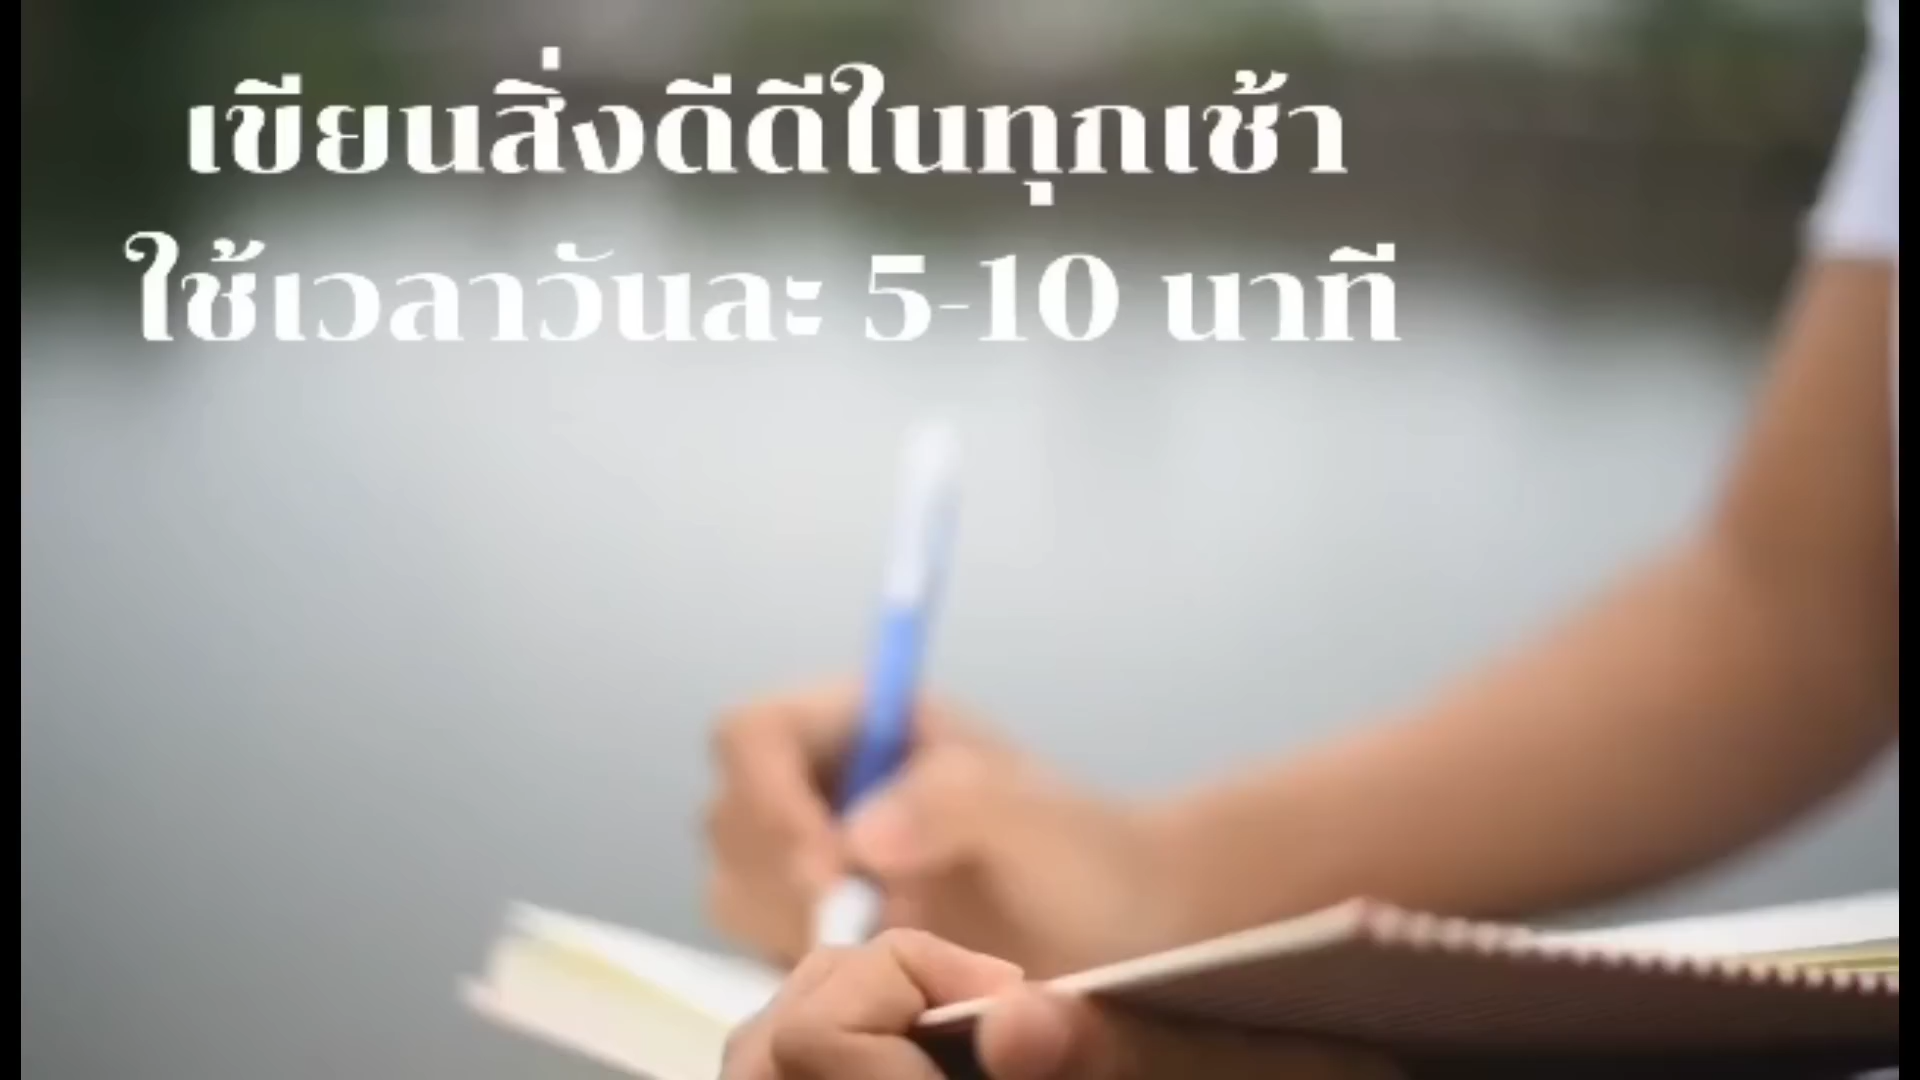 เขียนสิ่งดีดีในทุกเช้า
ใช้เวลาวันละ 5-10 นาที